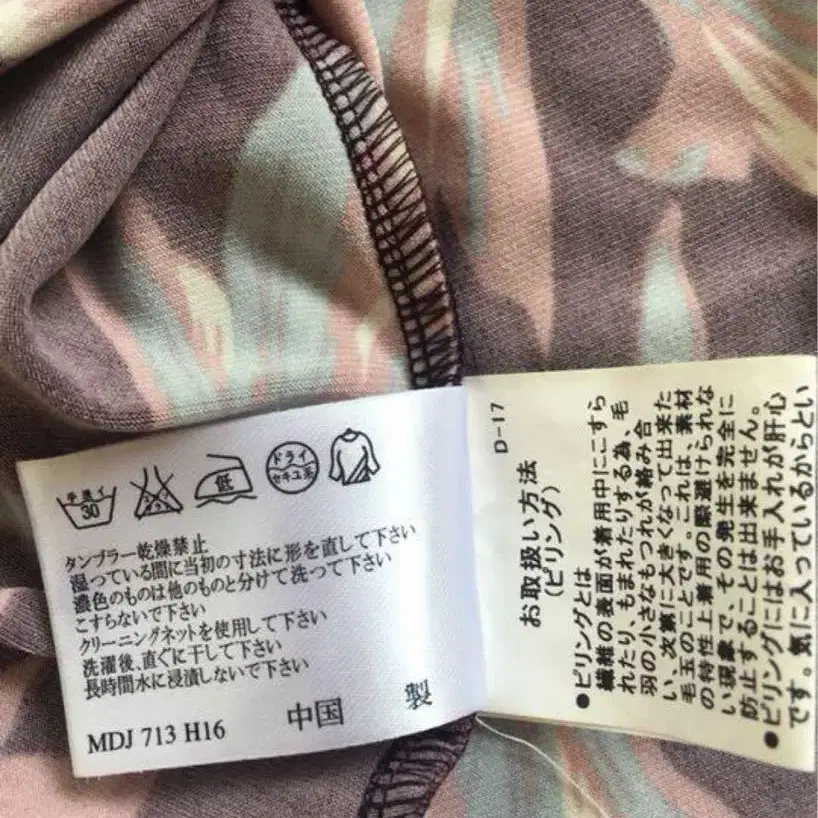 手洗イ
30
エンソサラシ
低
ドライ
セキユ系
タンブラー乾燥禁止
湿っている間に当初の寸法に形を直して下さい
濃色のものは他のものと分けて洗って下さい
こすらないで下さい
クリーニングネットを使用して下さい
洗濯後、直ぐに干して下さい
長時間水に浸漬しないで下さい
中国 製
MDJ 713 H16
D-17
お取扱い方法
(ピリング)
●ピリングとは
繊維の表面が着用中にこすら
れたり、もまれたりする為、毛
羽の小さなもつれが絡み合
い、次第に大きくなって出来た
毛玉のことです。これは、素材
の特性上着用の際避けられな
い現象で、その発生を完全に
防止することは出来ません。
●ピリングにはお手入れが肝心
です。気に入っているからとい